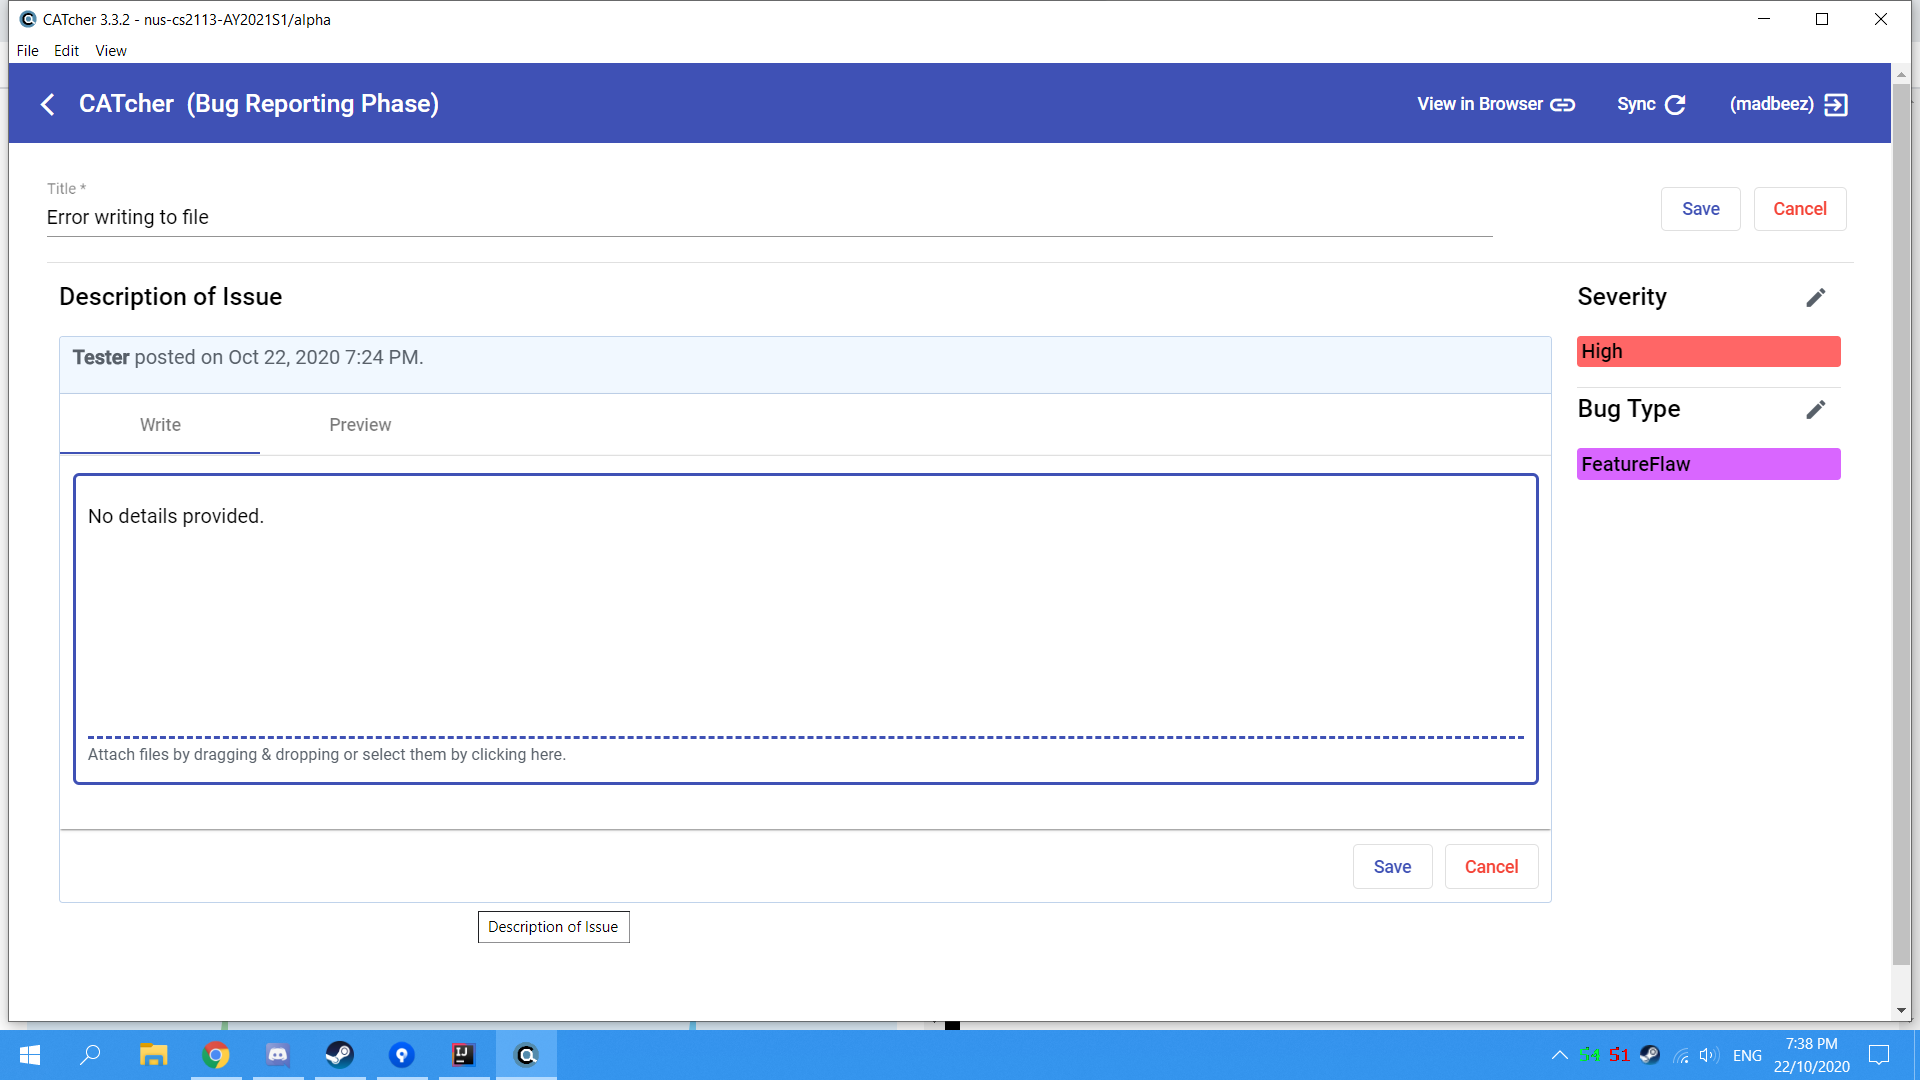 CATcher 3.3.2 - nus-cs2113-AY2021S1/alpha
File Edit View
CATcher (Bug Reporting Phase)
View in Browser Sync (madbeez)
Title *
Error writing to file
Save Cancel
Description of Issue
Severity
Tester posted on Oct 22, 2020 7:24 PM.
High
Write Preview
Bug Type
FeatureFlaw
No details provided.
Attach files by dragging & dropping or select them by clicking here.
Save Cancel
Description of Issue
54 51 ENG
7:38 PM
22/10/2020